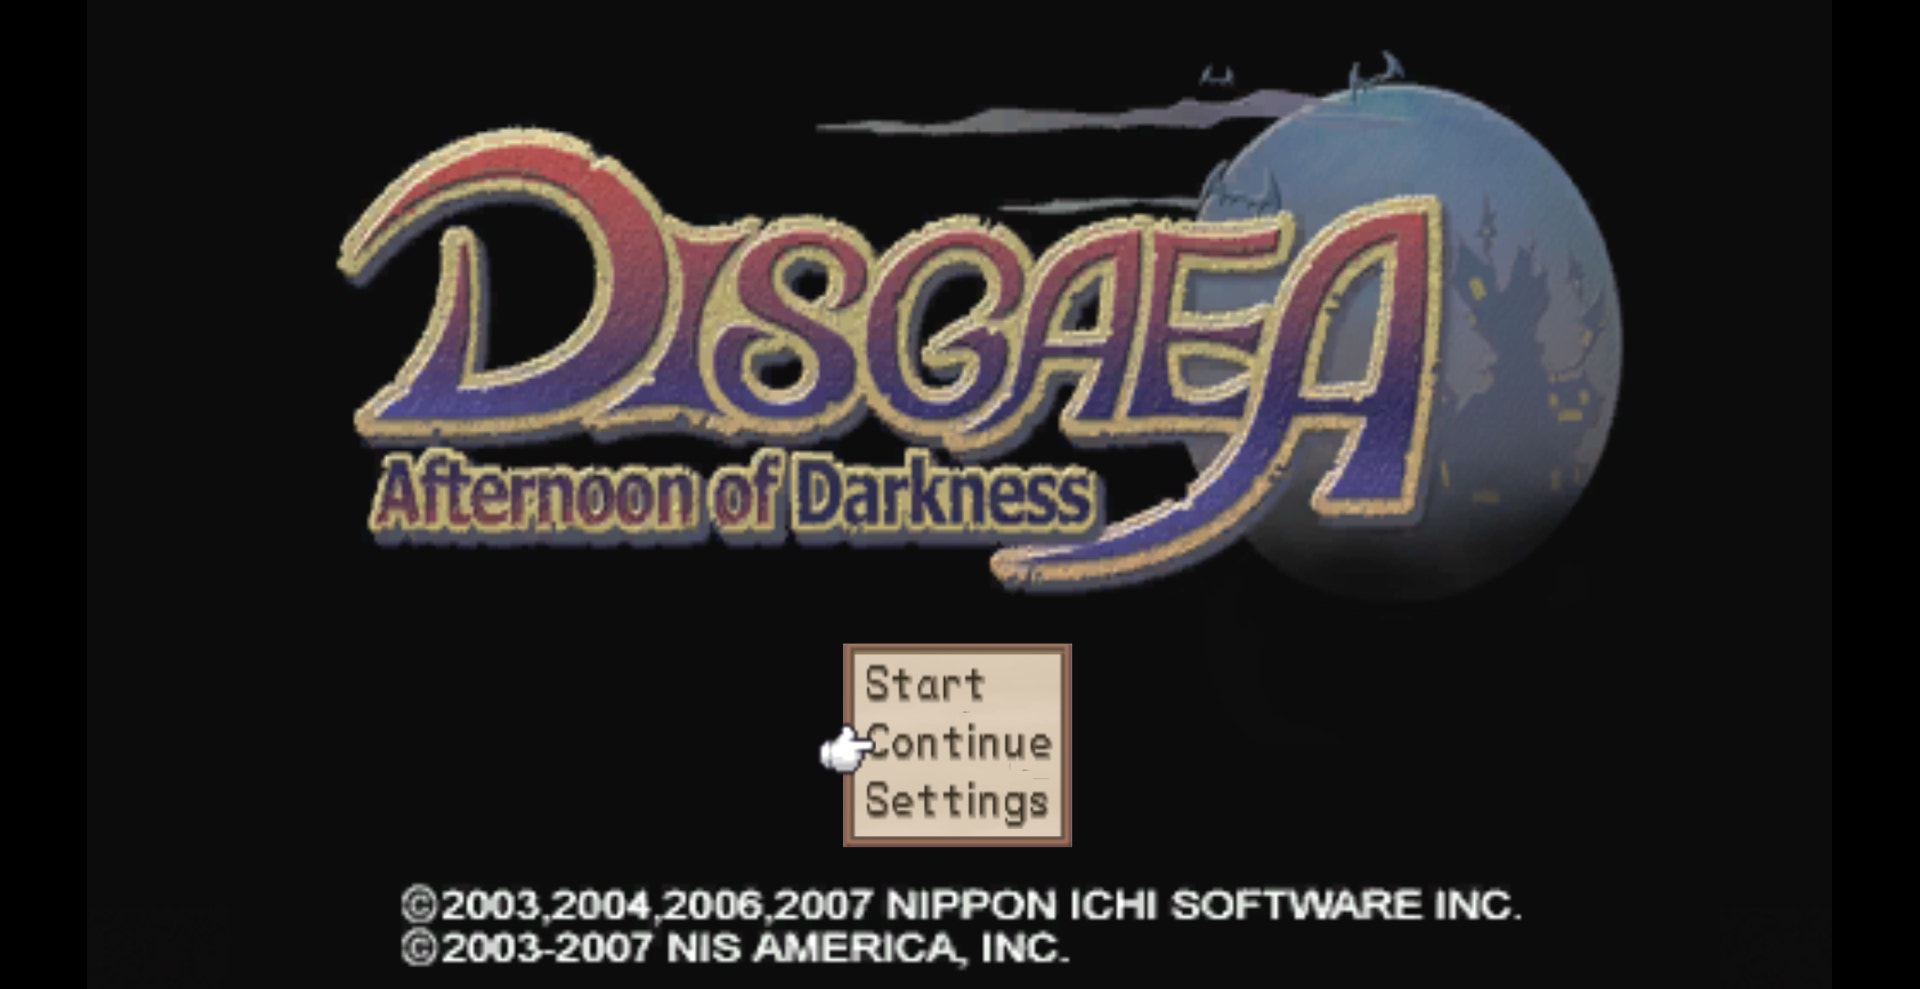 DISGAEA
Afternoon of Darkness
Start
Continue
Settings
©2003,2004,2006,2007 NIPPON ICHI SOFTWARE INC.
©2003-2007 NIS AMERICA, INC.